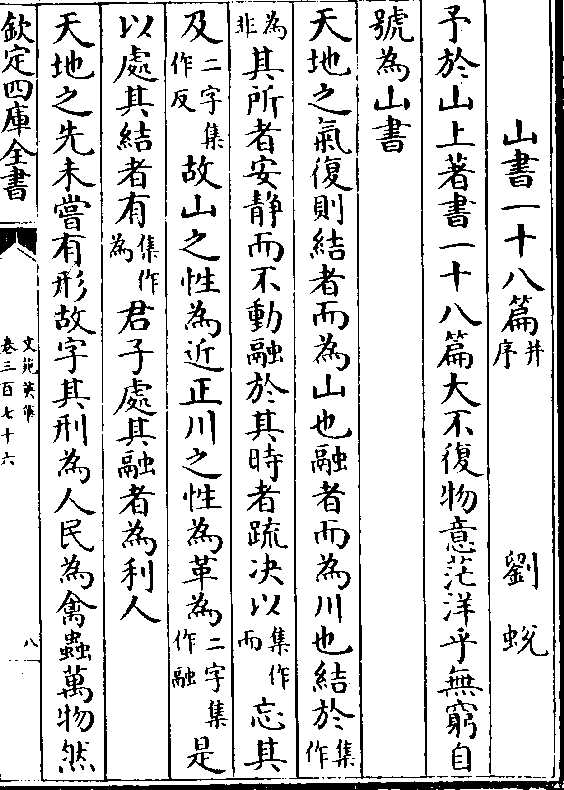 山書一十八篇并序 劉蛻
予於山上著書一十八篇大不復物意茫洋乎無窮自
號為山書
天地之氣復則結者而為山也融者而為川也結於集作
為非其所者安静而不動融於其時者疏决以集作而忘其
及二字集作反故山之性為近正川之性為革為二字集作融是
以處其結者有集作為君子處其融者為利人
天地之先未嘗有形故字其刑為人民為禽蟲萬物然
欽定四庫全書
文苑英華
卷三百七十六
八